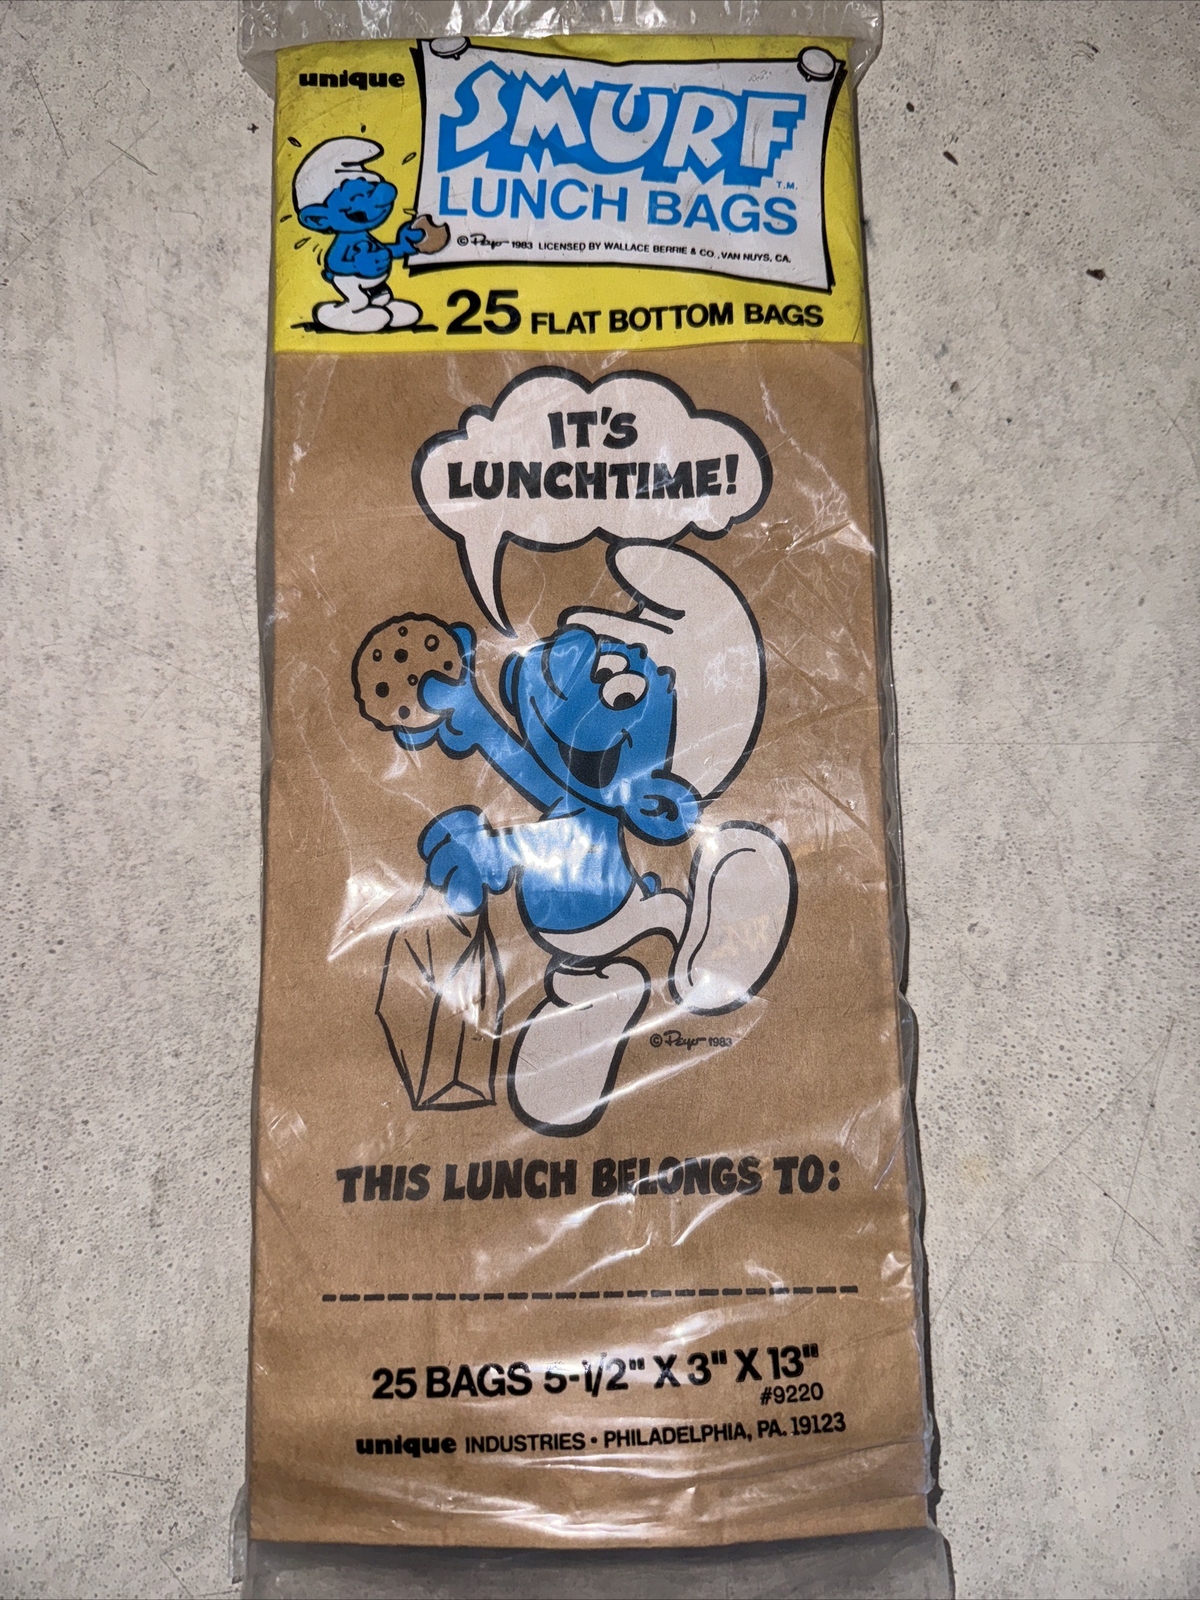 unique
SMURF T.M.
LUNCH BAGS
© Peyo 1983 LICENSED BY WALLACE BERRIE & CO., VAN NUYS, CA.
25 FLAT BOTTOM BAGS
IT'S
LUNCHTIME!
© Peyo 1983
THIS LUNCH BELONGS TO:
25 BAGS 5-1/2" X 3" X 13"
#9220
unique INDUSTRIES • PHILADELPHIA, PA. 19123